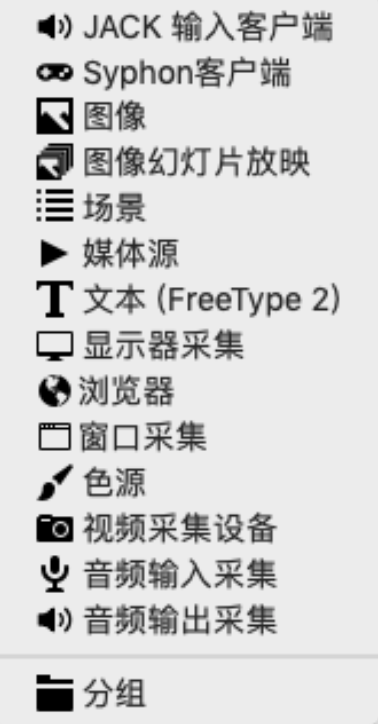 JACK 输入客户端
Syphon客户端
图像
图像幻灯片放映
场景
媒体源
文本 (FreeType 2)
显示器采集
浏览器
窗口采集
色源
视频采集设备
音频输入采集
音频输出采集
分组